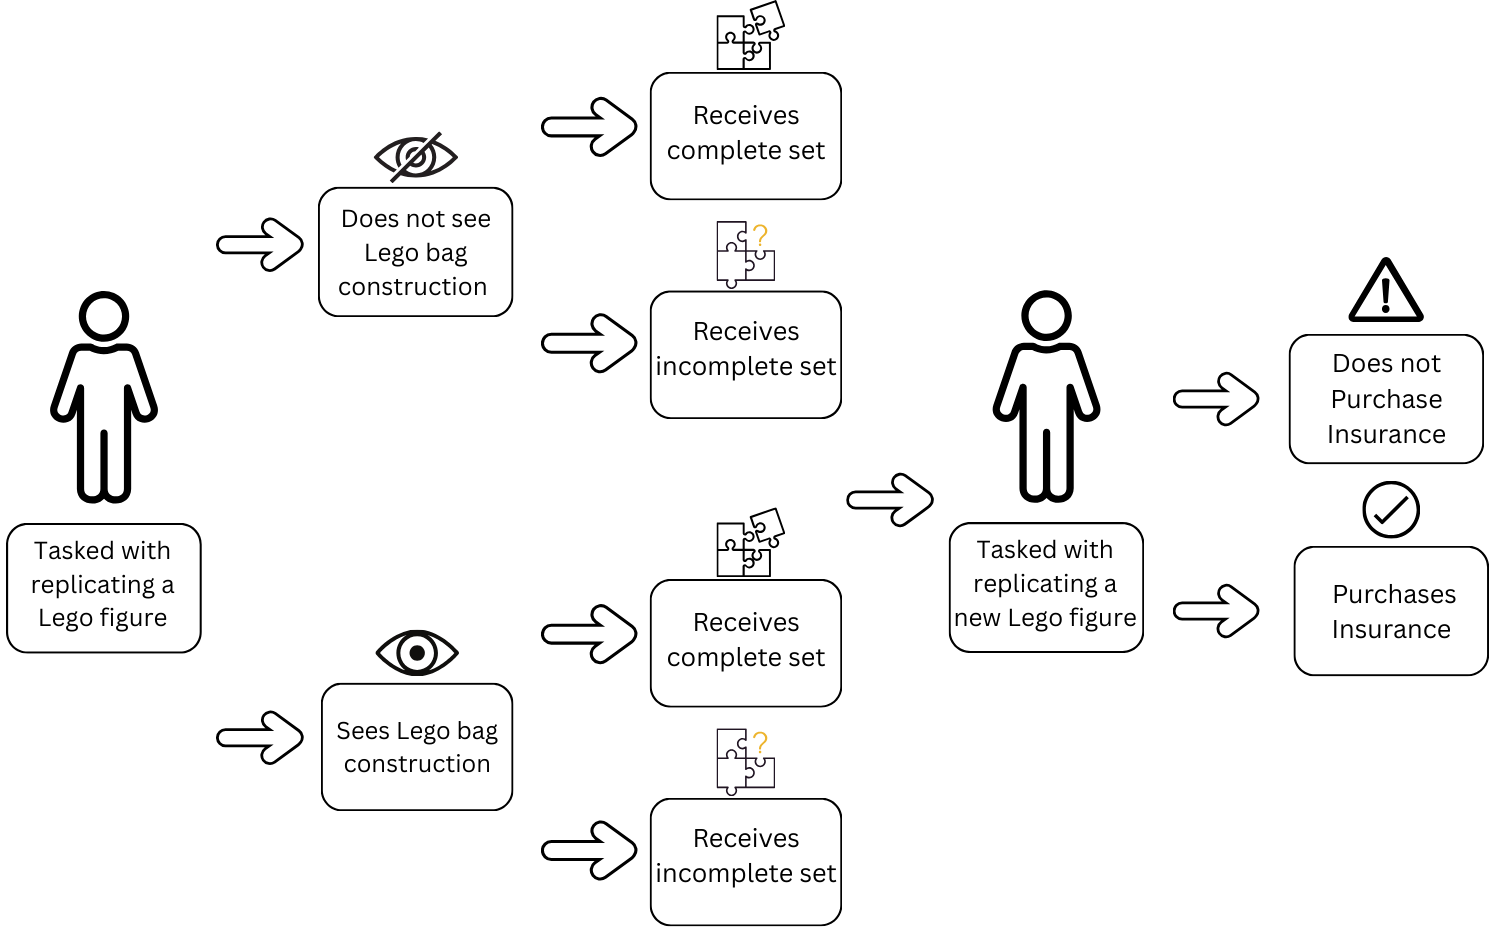 Tasked with
replicating a
Lego figure
Does not see
Lego bag
construction
Sees Lego bag
construction
Receives
complete set
?
Receives
incomplete set
Receives
complete set
?
Receives
incomplete set
Tasked with
replicating a
new Lego figure
!
Does not
Purchase
Insurance
Purchases
Insurance